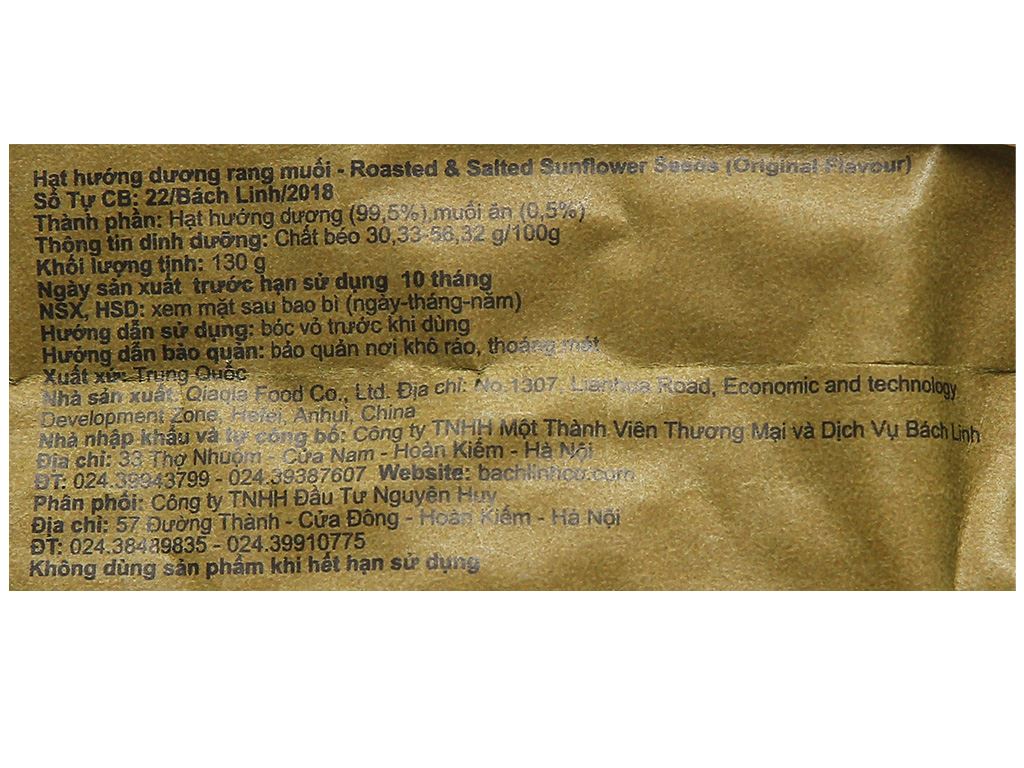 Hạt hướng dương rang muối - Roasted & Salted Sunflower Seeds (Original Flavour)
Số Tự CB: 22/Bách Linh/2018
Thành phần: Hạt hướng dương (99,5%),muối ăn (0,5%)
Thông tin dinh dưỡng: Chất béo 30,33-56,32 g/100g
Khối lượng tịnh: 130 g
Ngày sản xuất trước hạn sử dụng 10 tháng
NSX, HSD: xem mặt sau bao bì (ngày-tháng-năm)
Hướng dẫn sử dụng: bóc vỏ trước khi dùng
Hướng dẫn bảo quản: bảo quản nơi khô ráo, thoáng mát
Xuất xứ: Trung Quốc
Nhà sản xuất: Qiaqia Food Co., Ltd. Địa chỉ: No.1307, Lianhua Road, Economic and technology
Development Zone, Hefei, Anhui, China
Nhà nhập khẩu và tự công bố: Công ty TNHH Một Thành Viên Thương Mại và Dịch Vụ Bách Linh
Địa chỉ: 33 Thợ Nhuộm - Cửa Nam - Hoàn Kiếm - Hà Nội
ĐT: 024.39943799 - 024.39387607 Website: bachlinhco.com
Phân phối: Công ty TNHH Đầu Tư Nguyên Huy
Địa chỉ: 57 Đường Thành - Cửa Đông - Hoàn Kiếm - Hà Nội
ĐT: 024.38489835 - 024.39910775
Không dùng sản phẩm khi hết hạn sử dụng